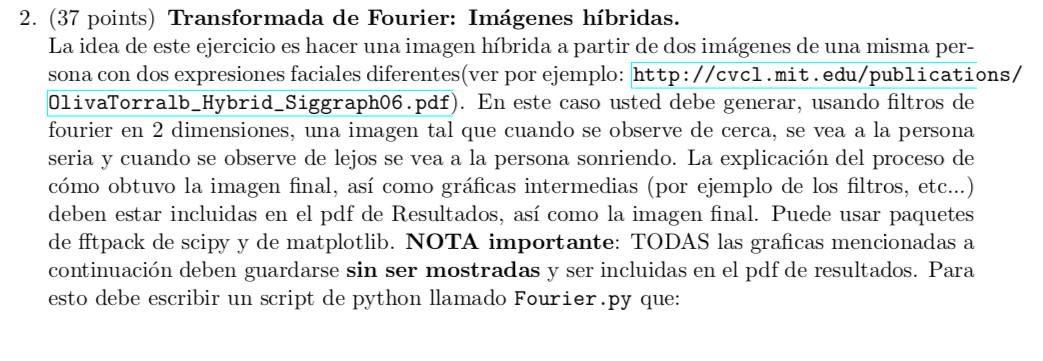 2. (37 points) Transformada de Fourier: Imágenes híbridas.
La idea de este ejercicio es hacer una imagen híbrida a partir de dos imágenes de una misma per-
sona con dos expresiones faciales diferentes(ver por ejemplo: http://cvcl.mit.edu/publications/
OlivaTorralb_Hybrid_Siggraph06.pdf). En este caso usted debe generar, usando filtros de
fourier en 2 dimensiones, una imagen tal que cuando se observe de cerca, se vea a la persona
seria y cuando se observe de lejos se vea a la persona sonriendo. La explicación del proceso de
cómo obtuvo la imagen final, así como gráficas intermedias (por ejemplo de los filtros, etc...)
deben estar incluidas en el pdf de Resultados, así como la imagen final. Puede usar paquetes
de fftpack de scipy y de matplotlib. NOTA importante: TODAS las graficas mencionadas a
continuación deben guardarse sin ser mostradas y ser incluidas en el pdf de resultados. Para
esto debe escribir un script de python llamado Fourier.py que: